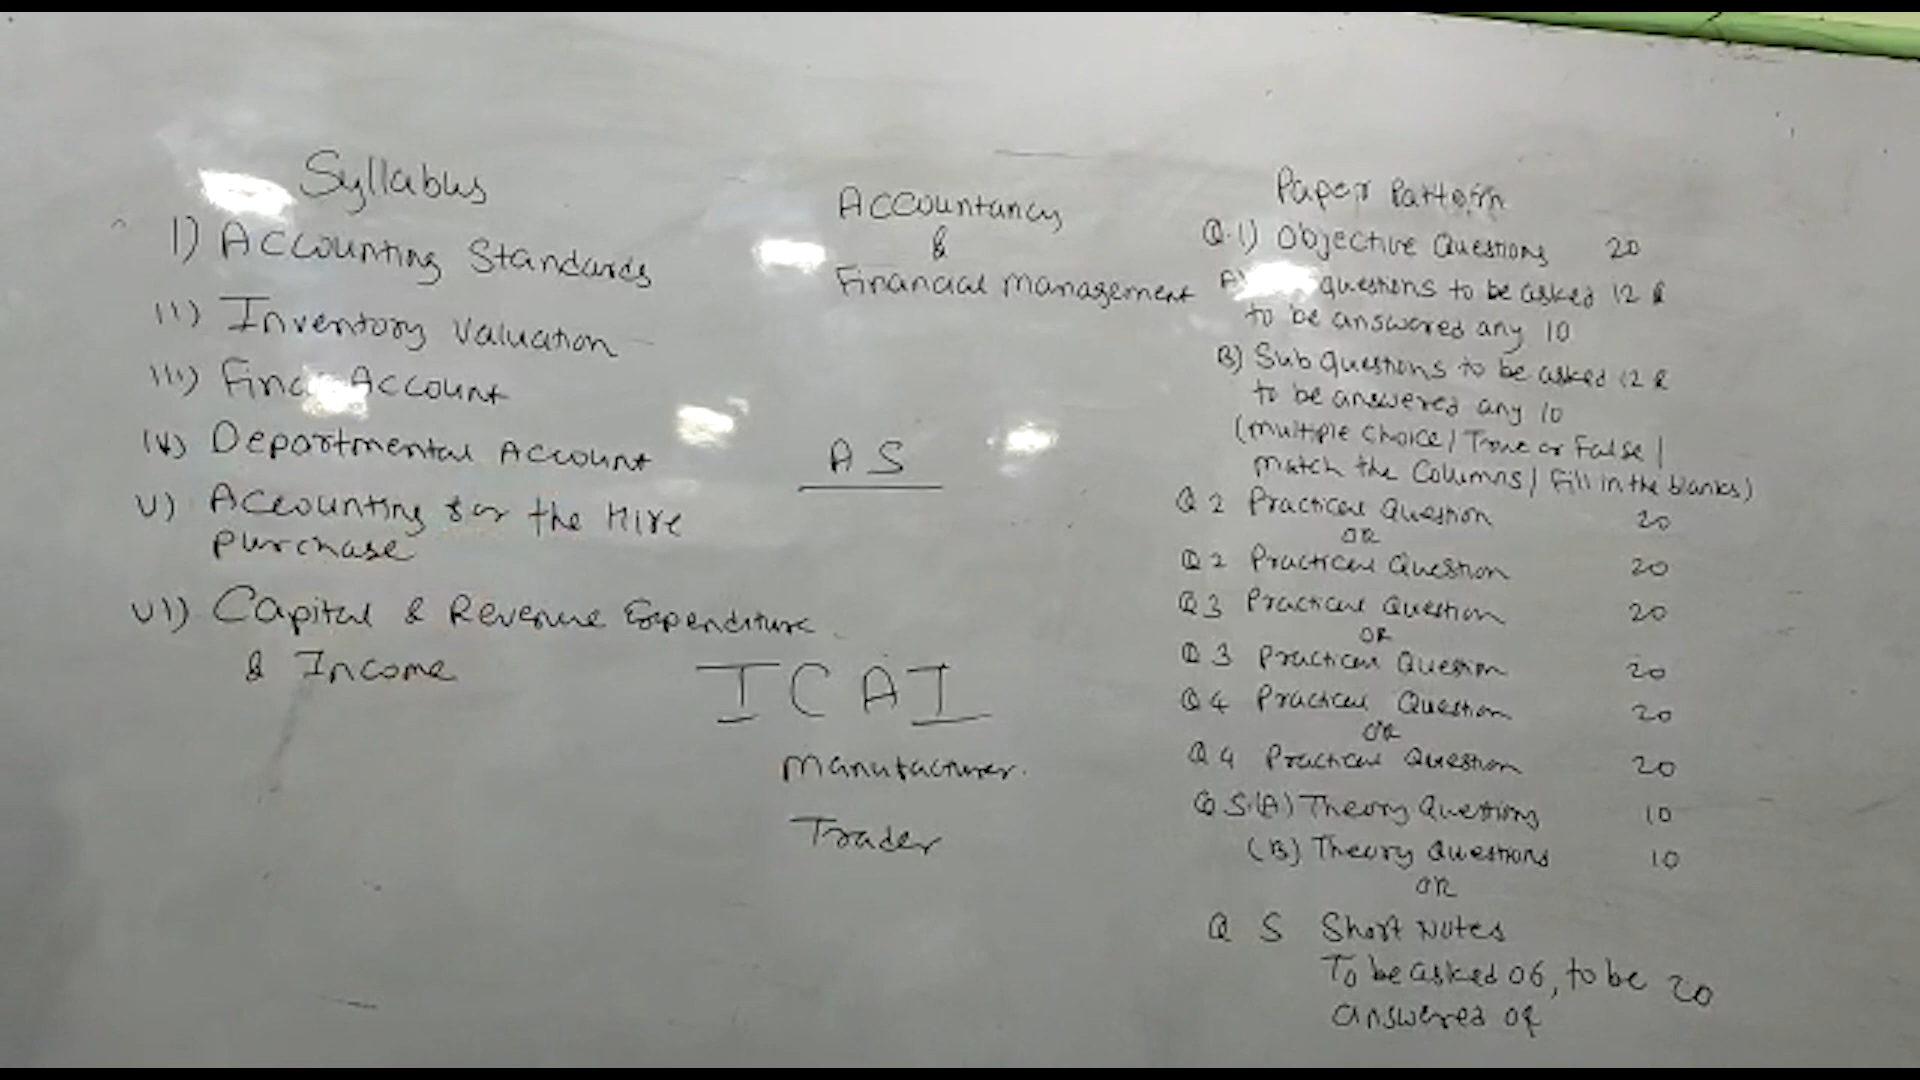 Syllabus
I) Accounting Standards
II) Inventory Valuation
III) Final Account
IV) Departmental Account
V) Accounting for the Hire
Purchase
VI) Capital & Revenue Expenditure
& Income
Accountancy
&
Financial Management
AS
ICAI
Manufacturer.
Trader
Paper Pattern
Q.1) Objective Questions 20
A) questions to be asked 12 &
to be answered any 10
B) Sub Questions to be asked 12 &
to be answered any 10
(Multiple Choice / True or False /
Match the Columns / Fill in the blanks)
Q 2 Practical Question 20
OR
Q 2 Practical Question 20
Q 3 Practical Question 20
OR
Q 3 Practical Question 20
Q 4 Practical Question 20
OR
Q 4 Practical Question 20
Q 5.(A) Theory Questions 10
(B) Theory Questions 10
OR
Q 5 Short Notes
To be asked 06, to be 20
answered 04